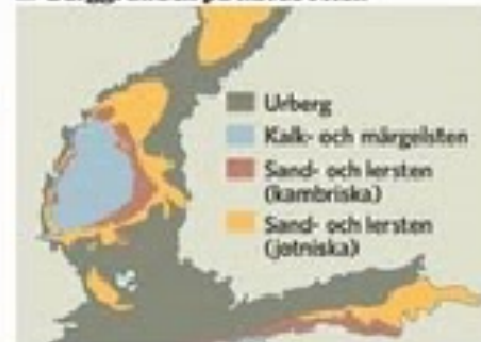 Urberg
Kalk- och märgelsten
Sand- och lersten
(kambriska)
Sand- och lersten
(jotniska)